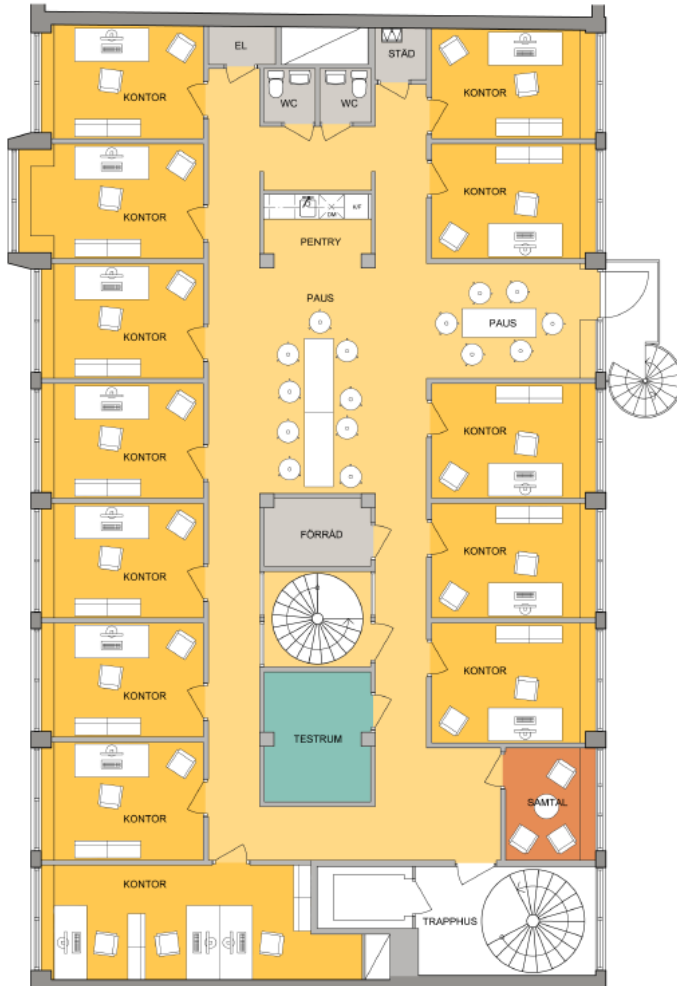 EL
STÄD
KONTOR
WC
WC
KONTOR
KONTOR
KONTOR
DM
K/F
PENTRY
PAUS
KONTOR
PAUS
KONTOR
KONTOR
FÖRRÅD
KONTOR
KONTOR
KONTOR
KONTOR
TESTRUM
KONTOR
SAMTAL
KONTOR
KONTOR
TRAPPHUS